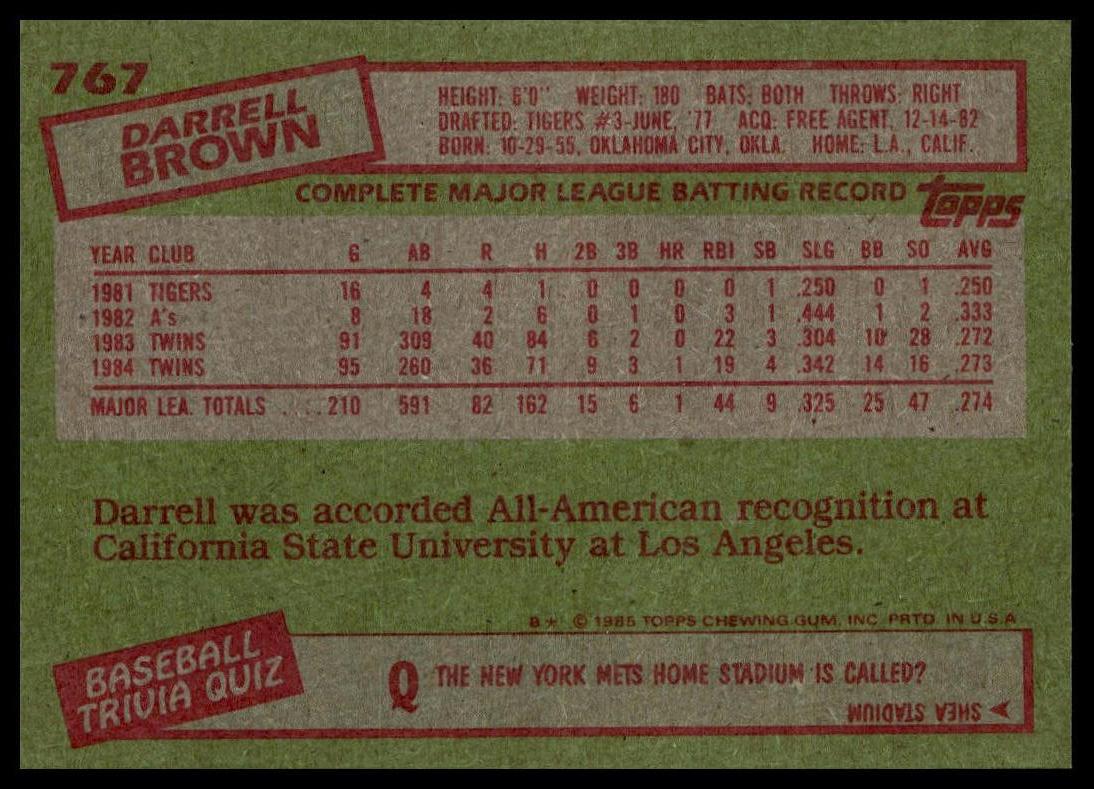 767
DARRELL
BROWN
HEIGHT: 6'0" WEIGHT: 180 BATS: BOTH THROWS: RIGHT
DRAFTED: TIGERS #3-JUNE, '77 ACQ: FREE AGENT, 12-14-82
BORN: 10-29-55, OKLAHOMA CITY, OKLA. HOME: L.A., CALIF.
COMPLETE MAJOR LEAGUE BATTING RECORD topps
YEAR CLUB G AB R H 2B 3B HR RBI SB SLG BB SO AVG
1981 TIGERS 16 4 4 1 0 0 0 0 1 .250 0 1 .250
1982 A's 8 18 2 6 0 1 0 3 1 .444 1 2 .333
1983 TWINS 91 309 40 84 6 2 0 22 3 .304 10 28 .272
1984 TWINS 95 260 36 71 9 3 1 19 4 .342 14 16 .273
MAJOR LEA. TOTALS ....210 591 82 162 15 6 1 44 9 .325 25 47 .274
Darrell was accorded All-American recognition at
California State University at Los Angeles.
B* © 1985 TOPPS CHEWING GUM, INC. PRTD. IN U.S.A
BASEBALL
TRIVIA QUIZ
Q THE NEW YORK METS HOME STADIUM IS CALLED?
SHEA STADIUM